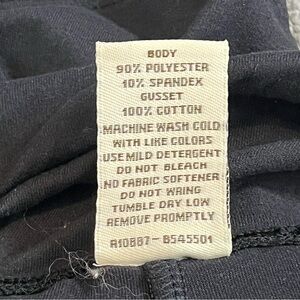 BODY
90% POLYESTER
10% SPANDEX
GUSSET
100% COTTON
MACHINE WASH COLD
WITH LIKE COLORS
USE MILD DETERGENT
DO NOT BLEACH
NO FABRIC SOFTENER
DO NOT WRING
TUMBLE DRY LOW
REMOVE PROMPTLY
A10887-B545501